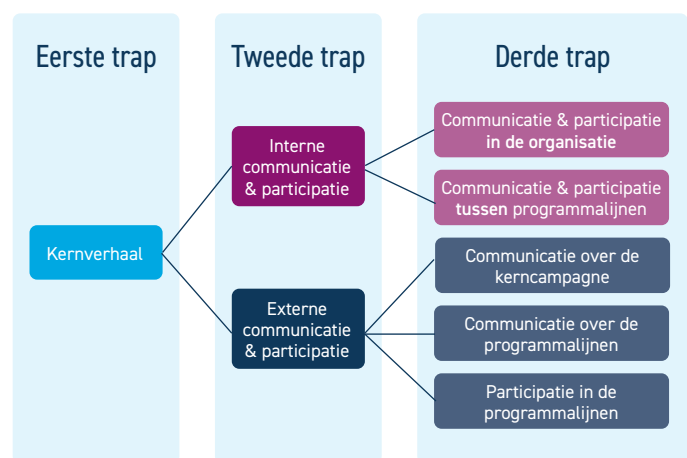 Eerste trap
Tweede trap
Derde trap
Kernverhaal
Interne
communicatie
& participatie
Externe
communicatie
& participatie
Communicatie & participatie
in de organisatie
Communicatie & participatie
tussen programmalijnen
Communicatie over de
kerncampagne
Communicatie over de
programmalijnen
Participatie in de
programmalijnen